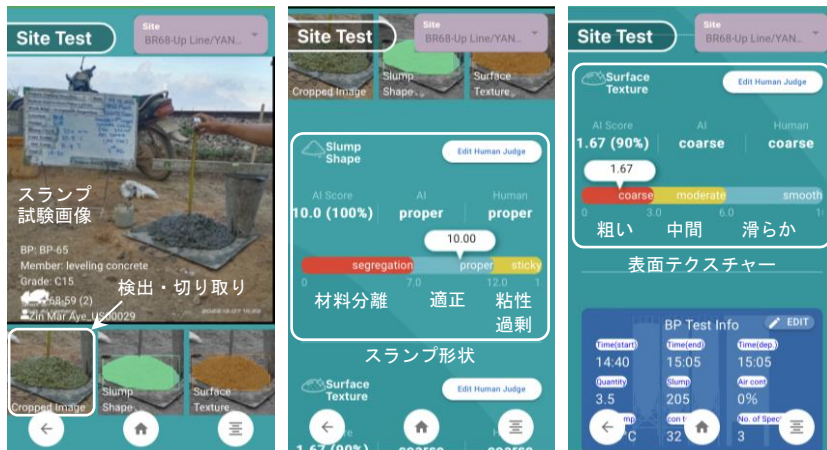 Site Test
Site
BR68-Up Line/YAN...
スランプ
試験画像
BP: BP-65
Member: leveling concrete
Grade: C15
検出・切り取り
Zin Mar Aye_US00029
Cropped Image
Slump
Shape
Surface
Texture
Site Test
Site
BR68-Up Line/YAN...
Cropped Image
Slump
Shape
Surface
Texture
Slump
Shape
Edit Human Judge
AI Score
AI
Human
10.0 (100%)
proper
proper
10.00
segregation
proper
sticky
0
7.0
12.0
1
材料分離
適正
粘性
過剰
スランプ形状
Surface
Texture
Edit Human Judge
1.67 (90%)
coarse
coarse
Site Test
Site
BR68-Up Line/YAN...
Surface
Texture
Edit Human Judge
AI Score
AI
Human
1.67 (90%)
coarse
coarse
1.67
coarse
moderate
smooth
0
3.0
6.0
粗い
中間
滑らか
表面テクスチャー
BP Test Info
EDIT
Time(start)
Time(end)
Time(dep.)
14:40
15:05
15:05
Quantity
Slump
Air cont
3.5
205
0%
No. of Spec
°C
32
3